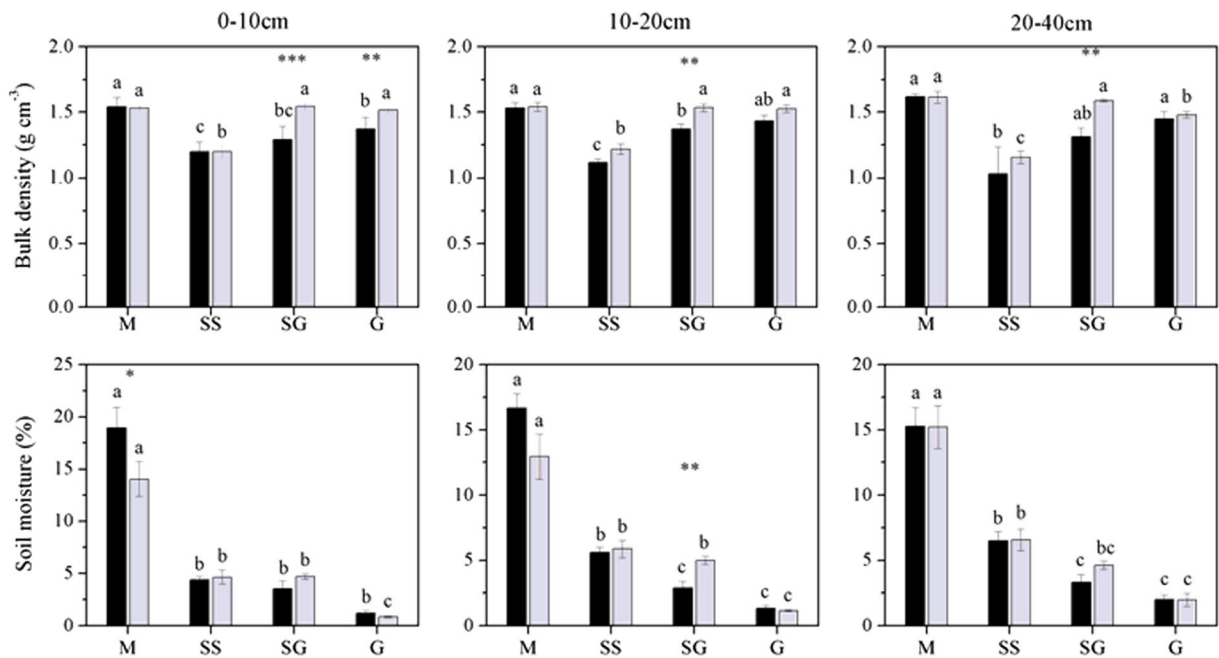 0-10cm 10-20cm 20-40cm
Bulk density (g cm-3)
2.0 1.5 1.0 0.5 0.0
*** **
a a c b bc a b a
M SS SG G
2.0 1.5 1.0 0.5 0.0
**
a a c b b a ab a
M SS SG G
2.0 1.5 1.0 0.5 0.0
**
a a b c ab a a b
M SS SG G
Soil moisture (%)
25 20 15 10 5 0
*
a a b b b b b c
M SS SG G
20 15 10 5 0
**
a a b b c b c c
M SS SG G
20 15 10 5 0
a a b b c bc c c
M SS SG G